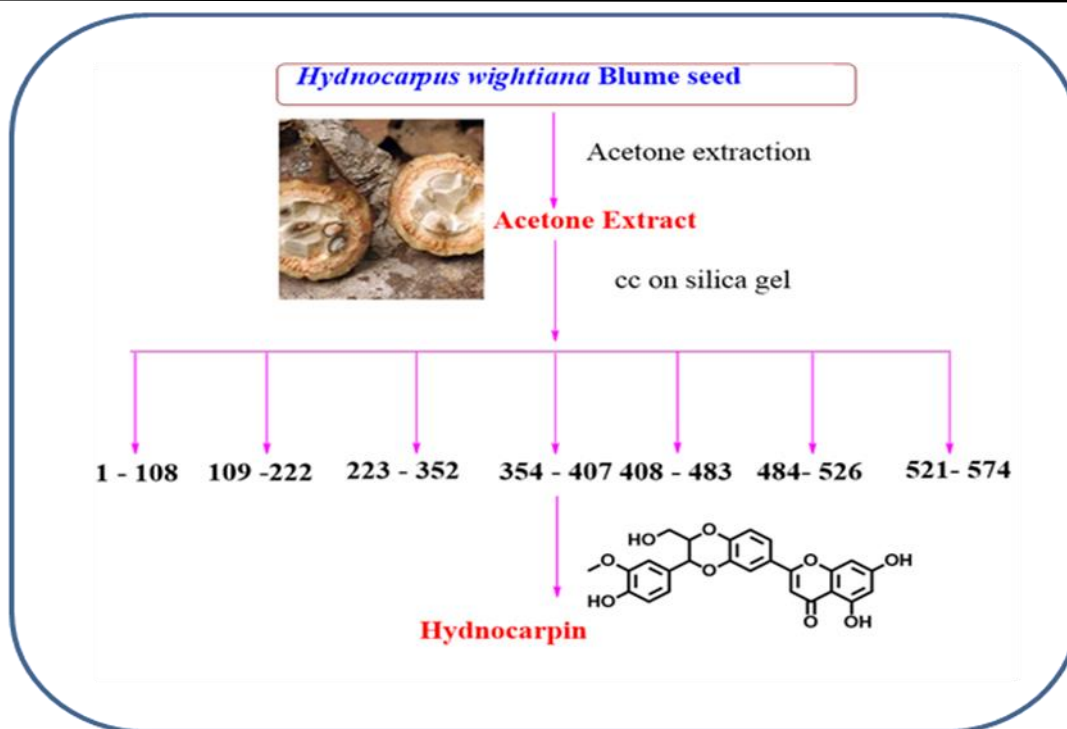 Hydnocarpus wightiana Blume seed
Acetone extraction
Acetone Extract
cc on silica gel
1 - 108 109 -222 223 - 352 354 - 407 408 - 483 484- 526 521- 574
HO
O
O
O
HO
O
OH
O
OH
Hydnocarpin